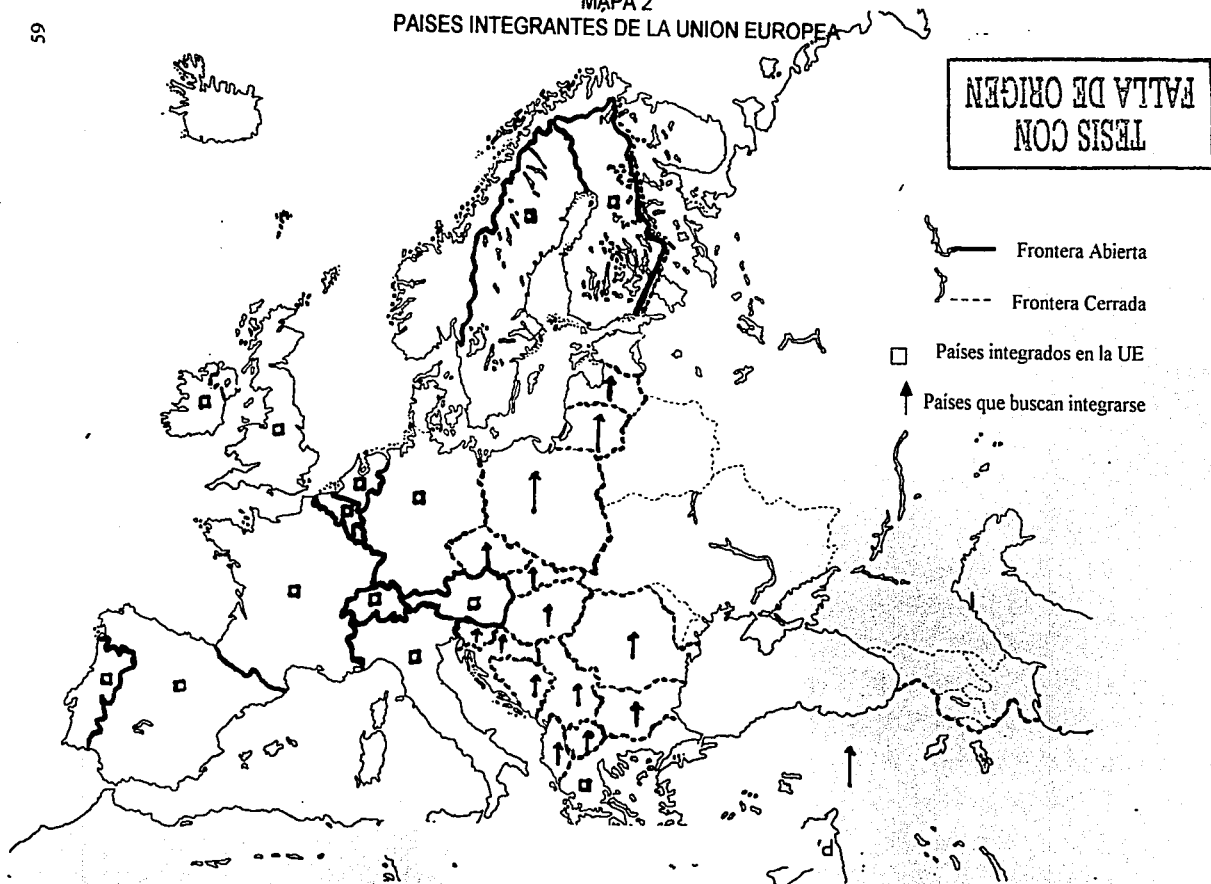 MAPA 2
PAISES INTEGRANTES DE LA UNION EUROPEA
59
TESIS CON
FALLA DE ORIGEN
Frontera Abierta
Frontera Cerrada
Países integrados en la UE
Países que buscan integrarse